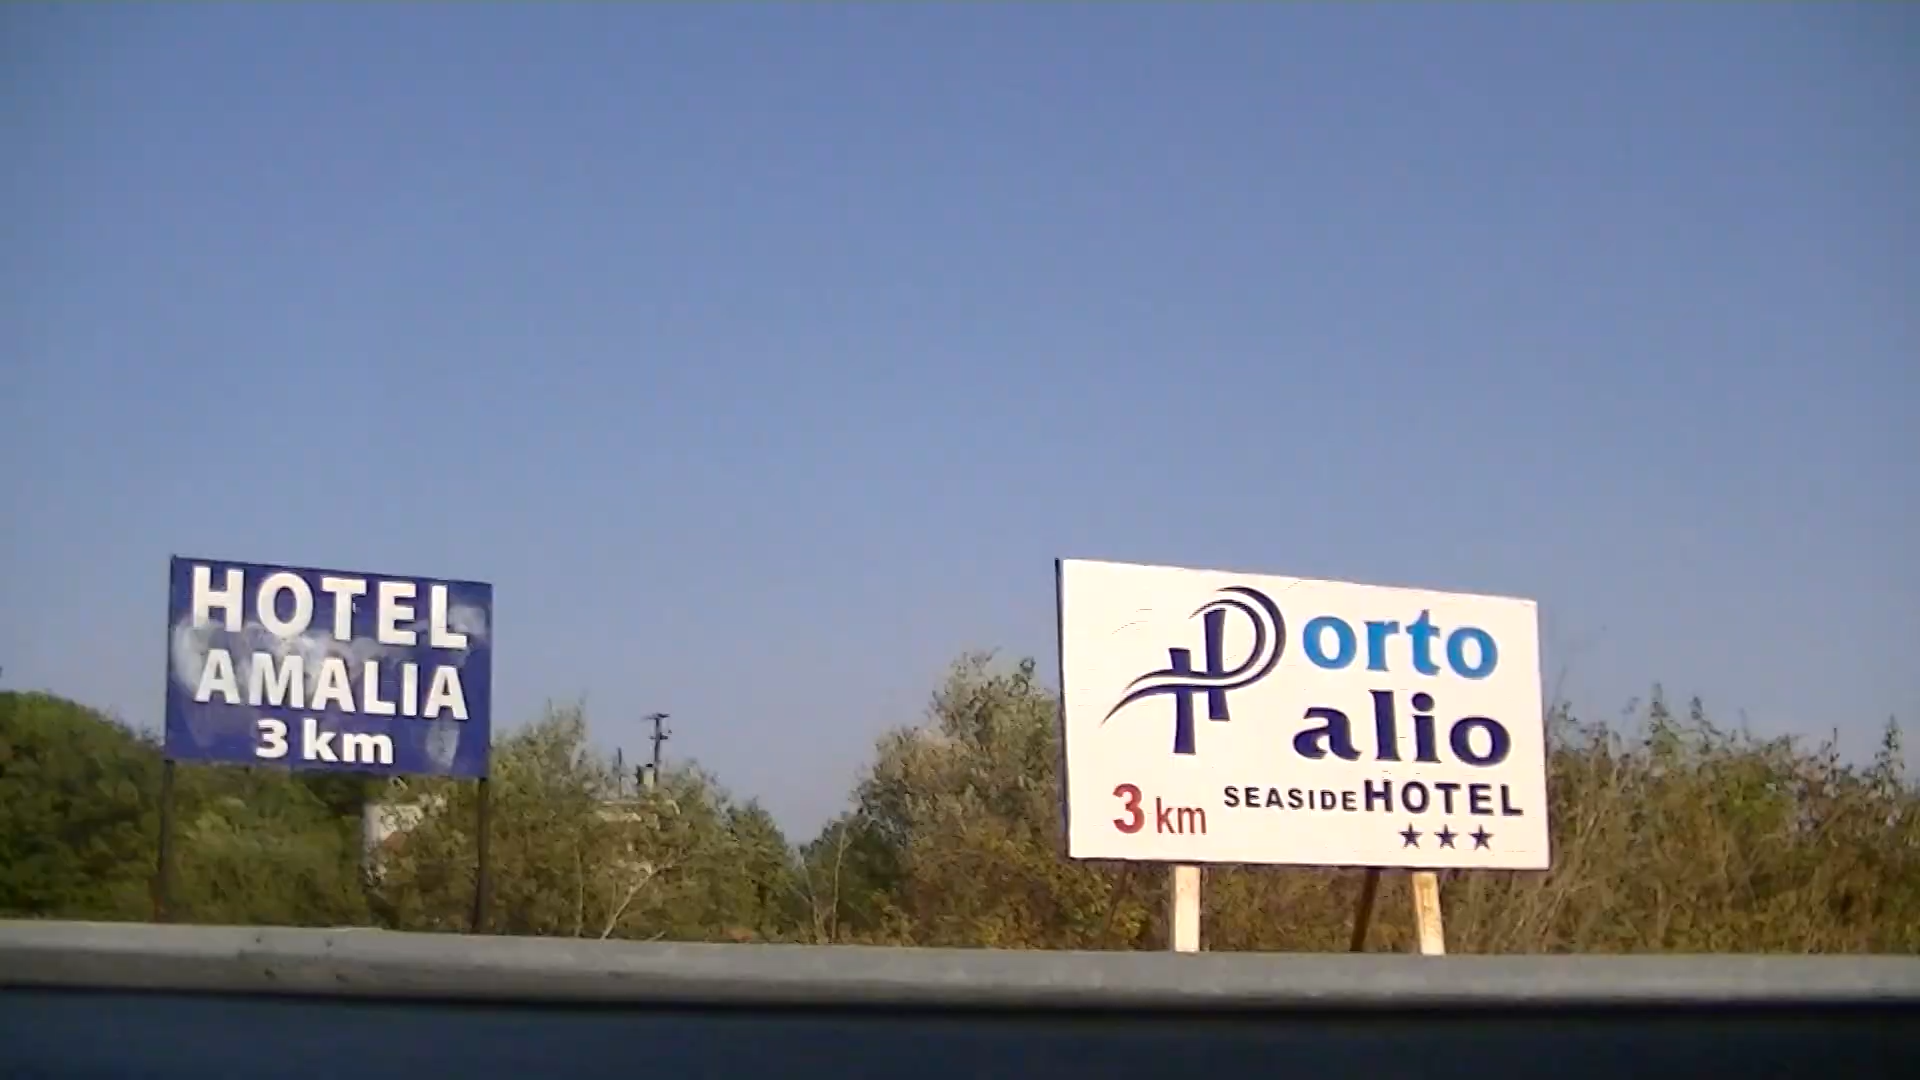 HOTEL
AMALIA
3 km
Porto
Palio
3 km SEASIDE HOTEL